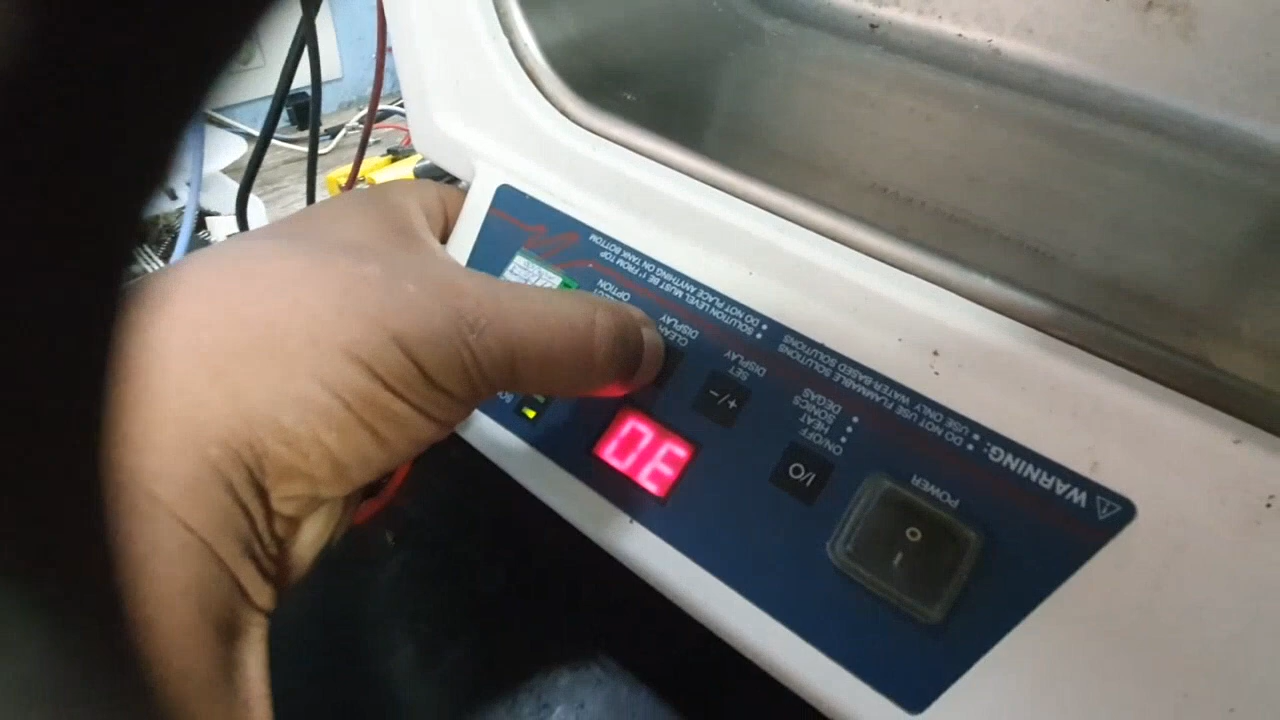 30
I O
I/O
+/−
POWER
ON/OFF
• HEAT
• SONICS
• DEGAS
SET
DISPLAY
DISPLAY
OPTION
WARNING:
• DO NOT USE FLAMMABLE SOLUTIONS
• USE ONLY WATER BASED SOLUTIONS
• SOLUTION LEVEL MUST BE 1" FROM TOP
• DO NOT PLACE ANYTHING ON TANK BOTTOM